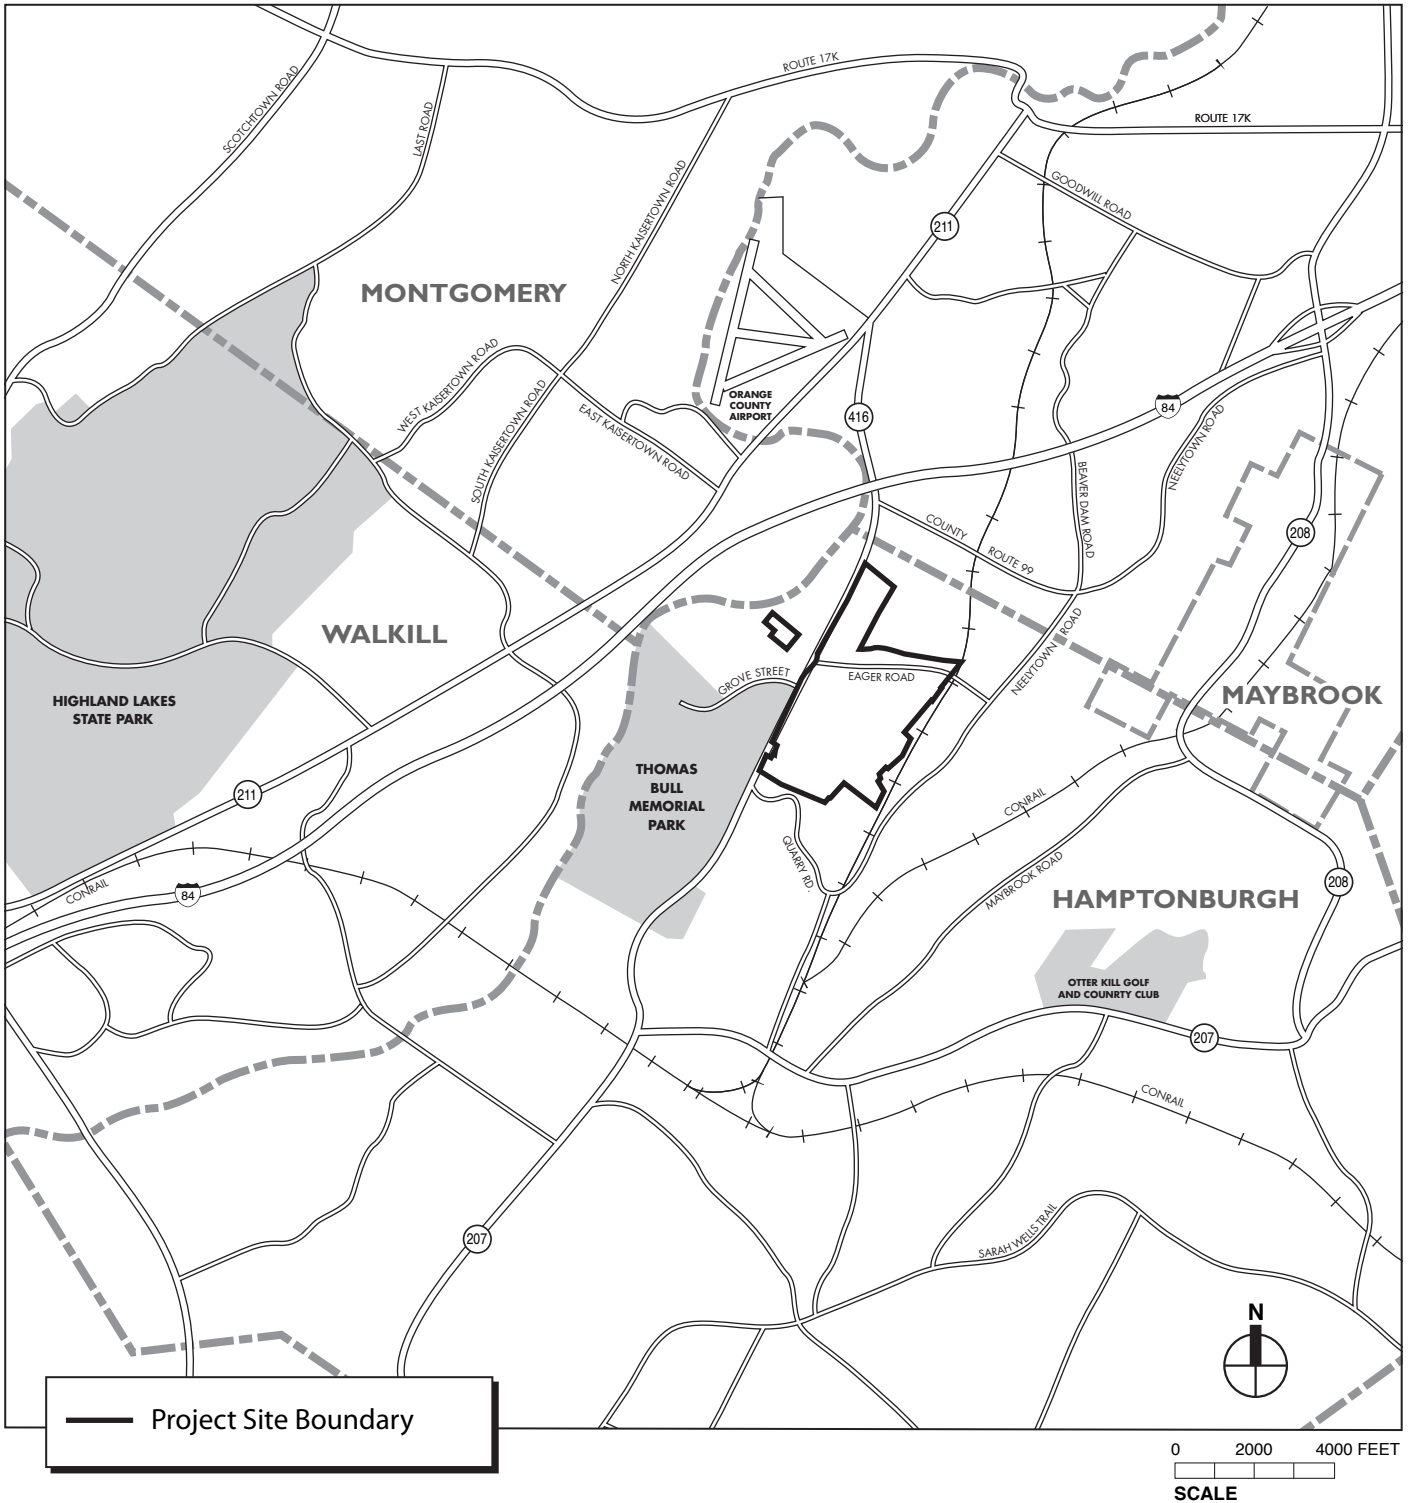 ROUTE 17K
SCOTCHTOWN ROAD
LAST ROAD
ROUTE 17K
GOODWILL ROAD
NORTH KAISERTOWN ROAD
211
MONTGOMERY
WEST KAISERTOWN ROAD
SOUTH KAISERTOWN ROAD
EAST KAISERTOWN ROAD
ORANGE
COUNTY
AIRPORT
416
84
NEELYTOWN ROAD
BEAVER DAM ROAD
COUNTY
ROUTE 99
208
WALKILL
NEELYTOWN ROAD
GROVE STREET
EAGER ROAD
MAYBROOK
HIGHLAND LAKES
STATE PARK
THOMAS
BULL
MEMORIAL
PARK
211
CONRAIL
QUARRY RD.
MAYBROOK ROAD
CONRAIL
84
208
HAMPTONBURGH
OTTER KILL GOLF
AND COUNRTY CLUB
207
CONRAIL
207
SARAH WELLS TRAIL
N
Project Site Boundary
0 2000 4000 FEET
SCALE